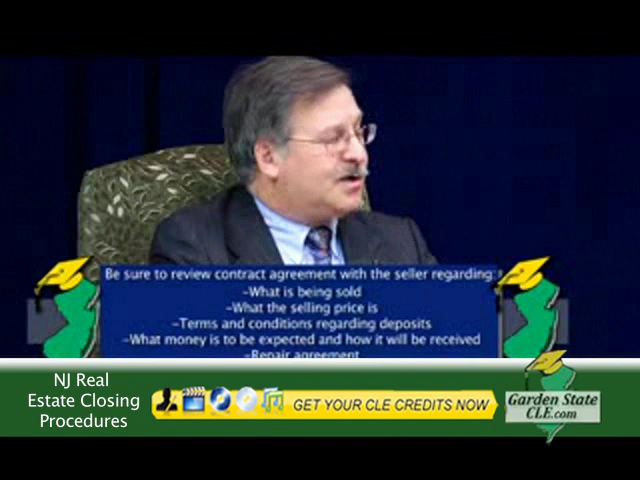 Be sure to review contract agreement with the seller regarding:
-What is being sold
-What the selling price is
-Terms and conditions regarding deposits
-What money is to be expected and how it will be received
-Repair agreement
NJ Real
Estate Closing
Procedures
GET YOUR CLE CREDITS NOW
Garden State
CLE.com